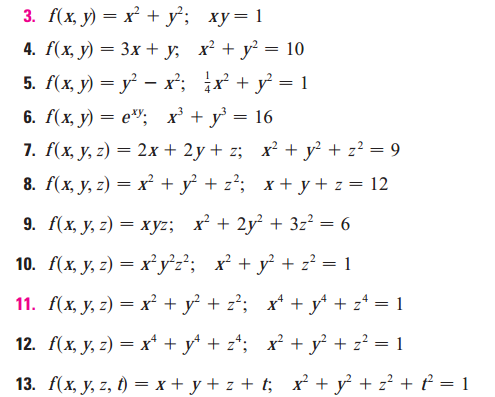 3. f(x, y) = x² + y²; xy = 1
4. f(x, y) = 3x + y; x² + y² = 10
5. f(x, y) = y² − x²; ¼x² + y² = 1
6. f(x, y) = eˣʸ; x³ + y³ = 16
7. f(x, y, z) = 2x + 2y + z; x² + y² + z² = 9
8. f(x, y, z) = x² + y² + z²; x + y + z = 12
9. f(x, y, z) = xyz; x² + 2y² + 3z² = 6
10. f(x, y, z) = x²y²z²; x² + y² + z² = 1
11. f(x, y, z) = x² + y² + z²; x⁴ + y⁴ + z⁴ = 1
12. f(x, y, z) = x⁴ + y⁴ + z⁴; x² + y² + z² = 1
13. f(x, y, z, t) = x + y + z + t; x² + y² + z² + t² = 1